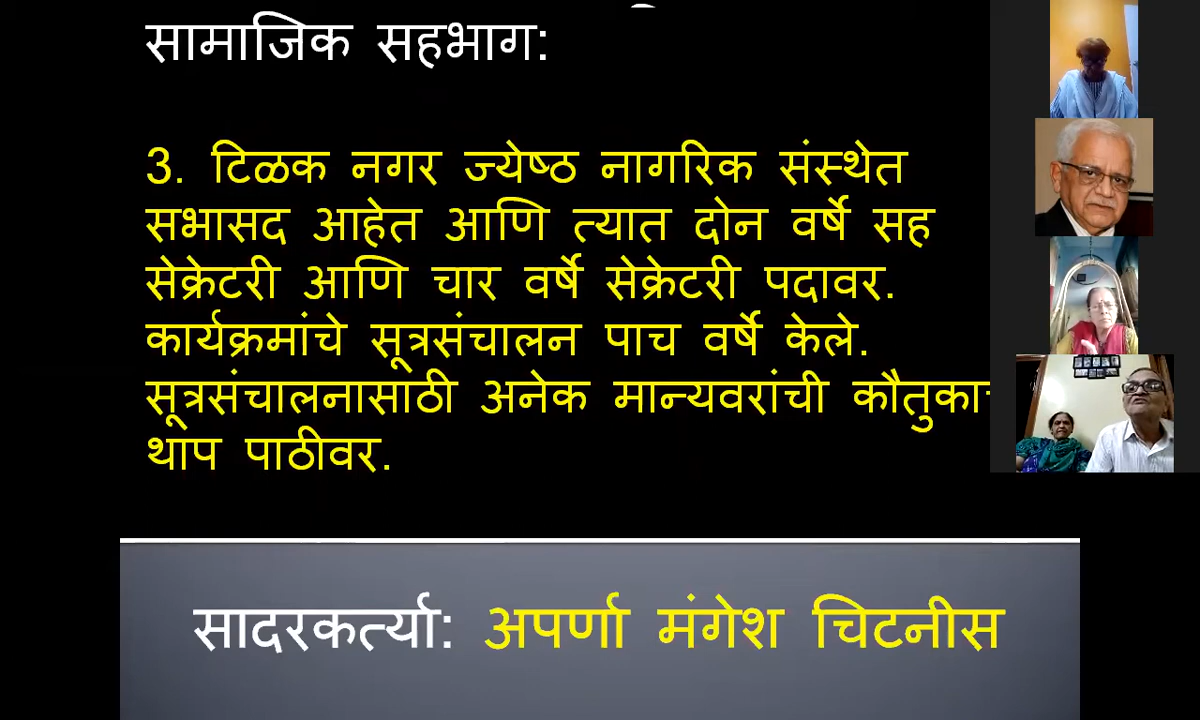 सामाजिक सहभाग:
3. टिळक नगर ज्येष्ठ नागरिक संस्थेत
सभासद आहेत आणि त्यात दोन वर्षे सह
सेक्रेटरी आणि चार वर्षे सेक्रेटरी पदावर.
कार्यक्रमांचे सूत्रसंचालन पाच वर्षे केले.
सूत्रसंचालनासाठी अनेक मान्यवरांची
थाप पाठीवर.
सादरकर्त्या: अपर्णा मंगेश चिटनीस